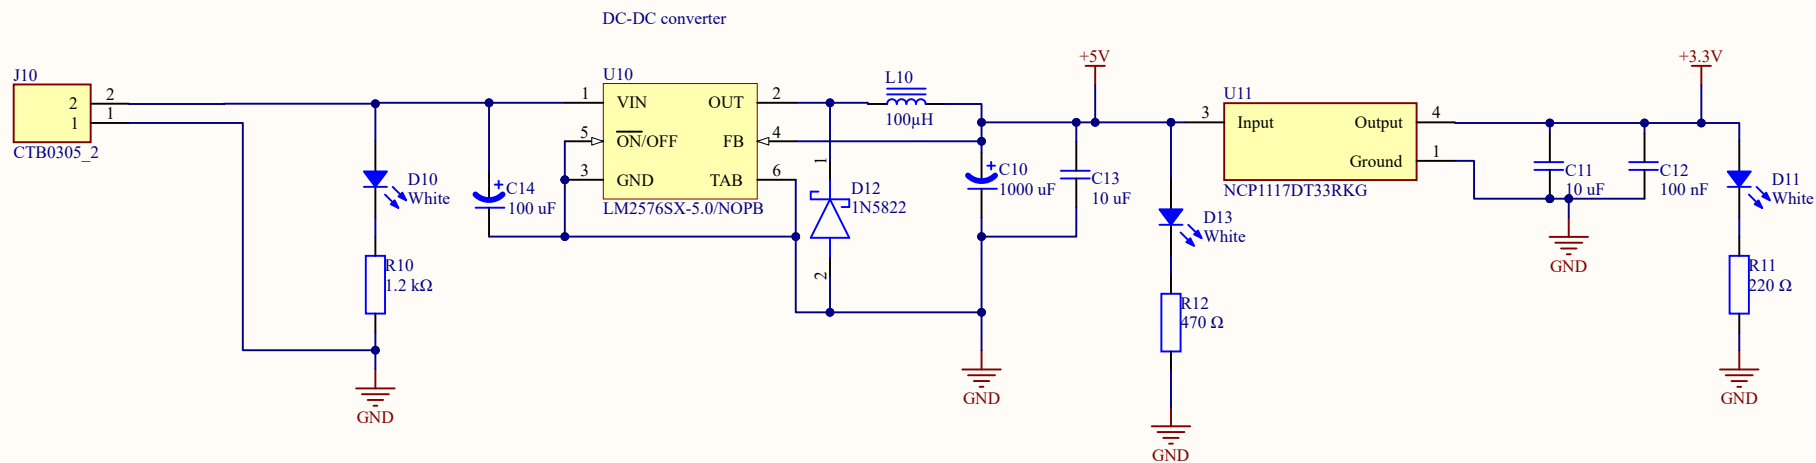 DC-DC converter
J10
2
1
2
1
CTB0305_2
D10
White
R10
1.2 kΩ
GND
C14
100 uF
U10
1
VIN
OUT
2
5
ON/OFF
FB
4
3
GND
TAB
6
LM2576SX-5.0/NOPB
L10
100µH
1
D12
1N5822
2
C10
1000 uF
GND
+5V
C13
10 uF
D13
White
R12
470 Ω
GND
U11
3
Input
Output
4
Ground
1
NCP1117DT33RKG
C11
10 uF
C12
100 nF
GND
+3.3V
D11
White
R11
220 Ω
GND